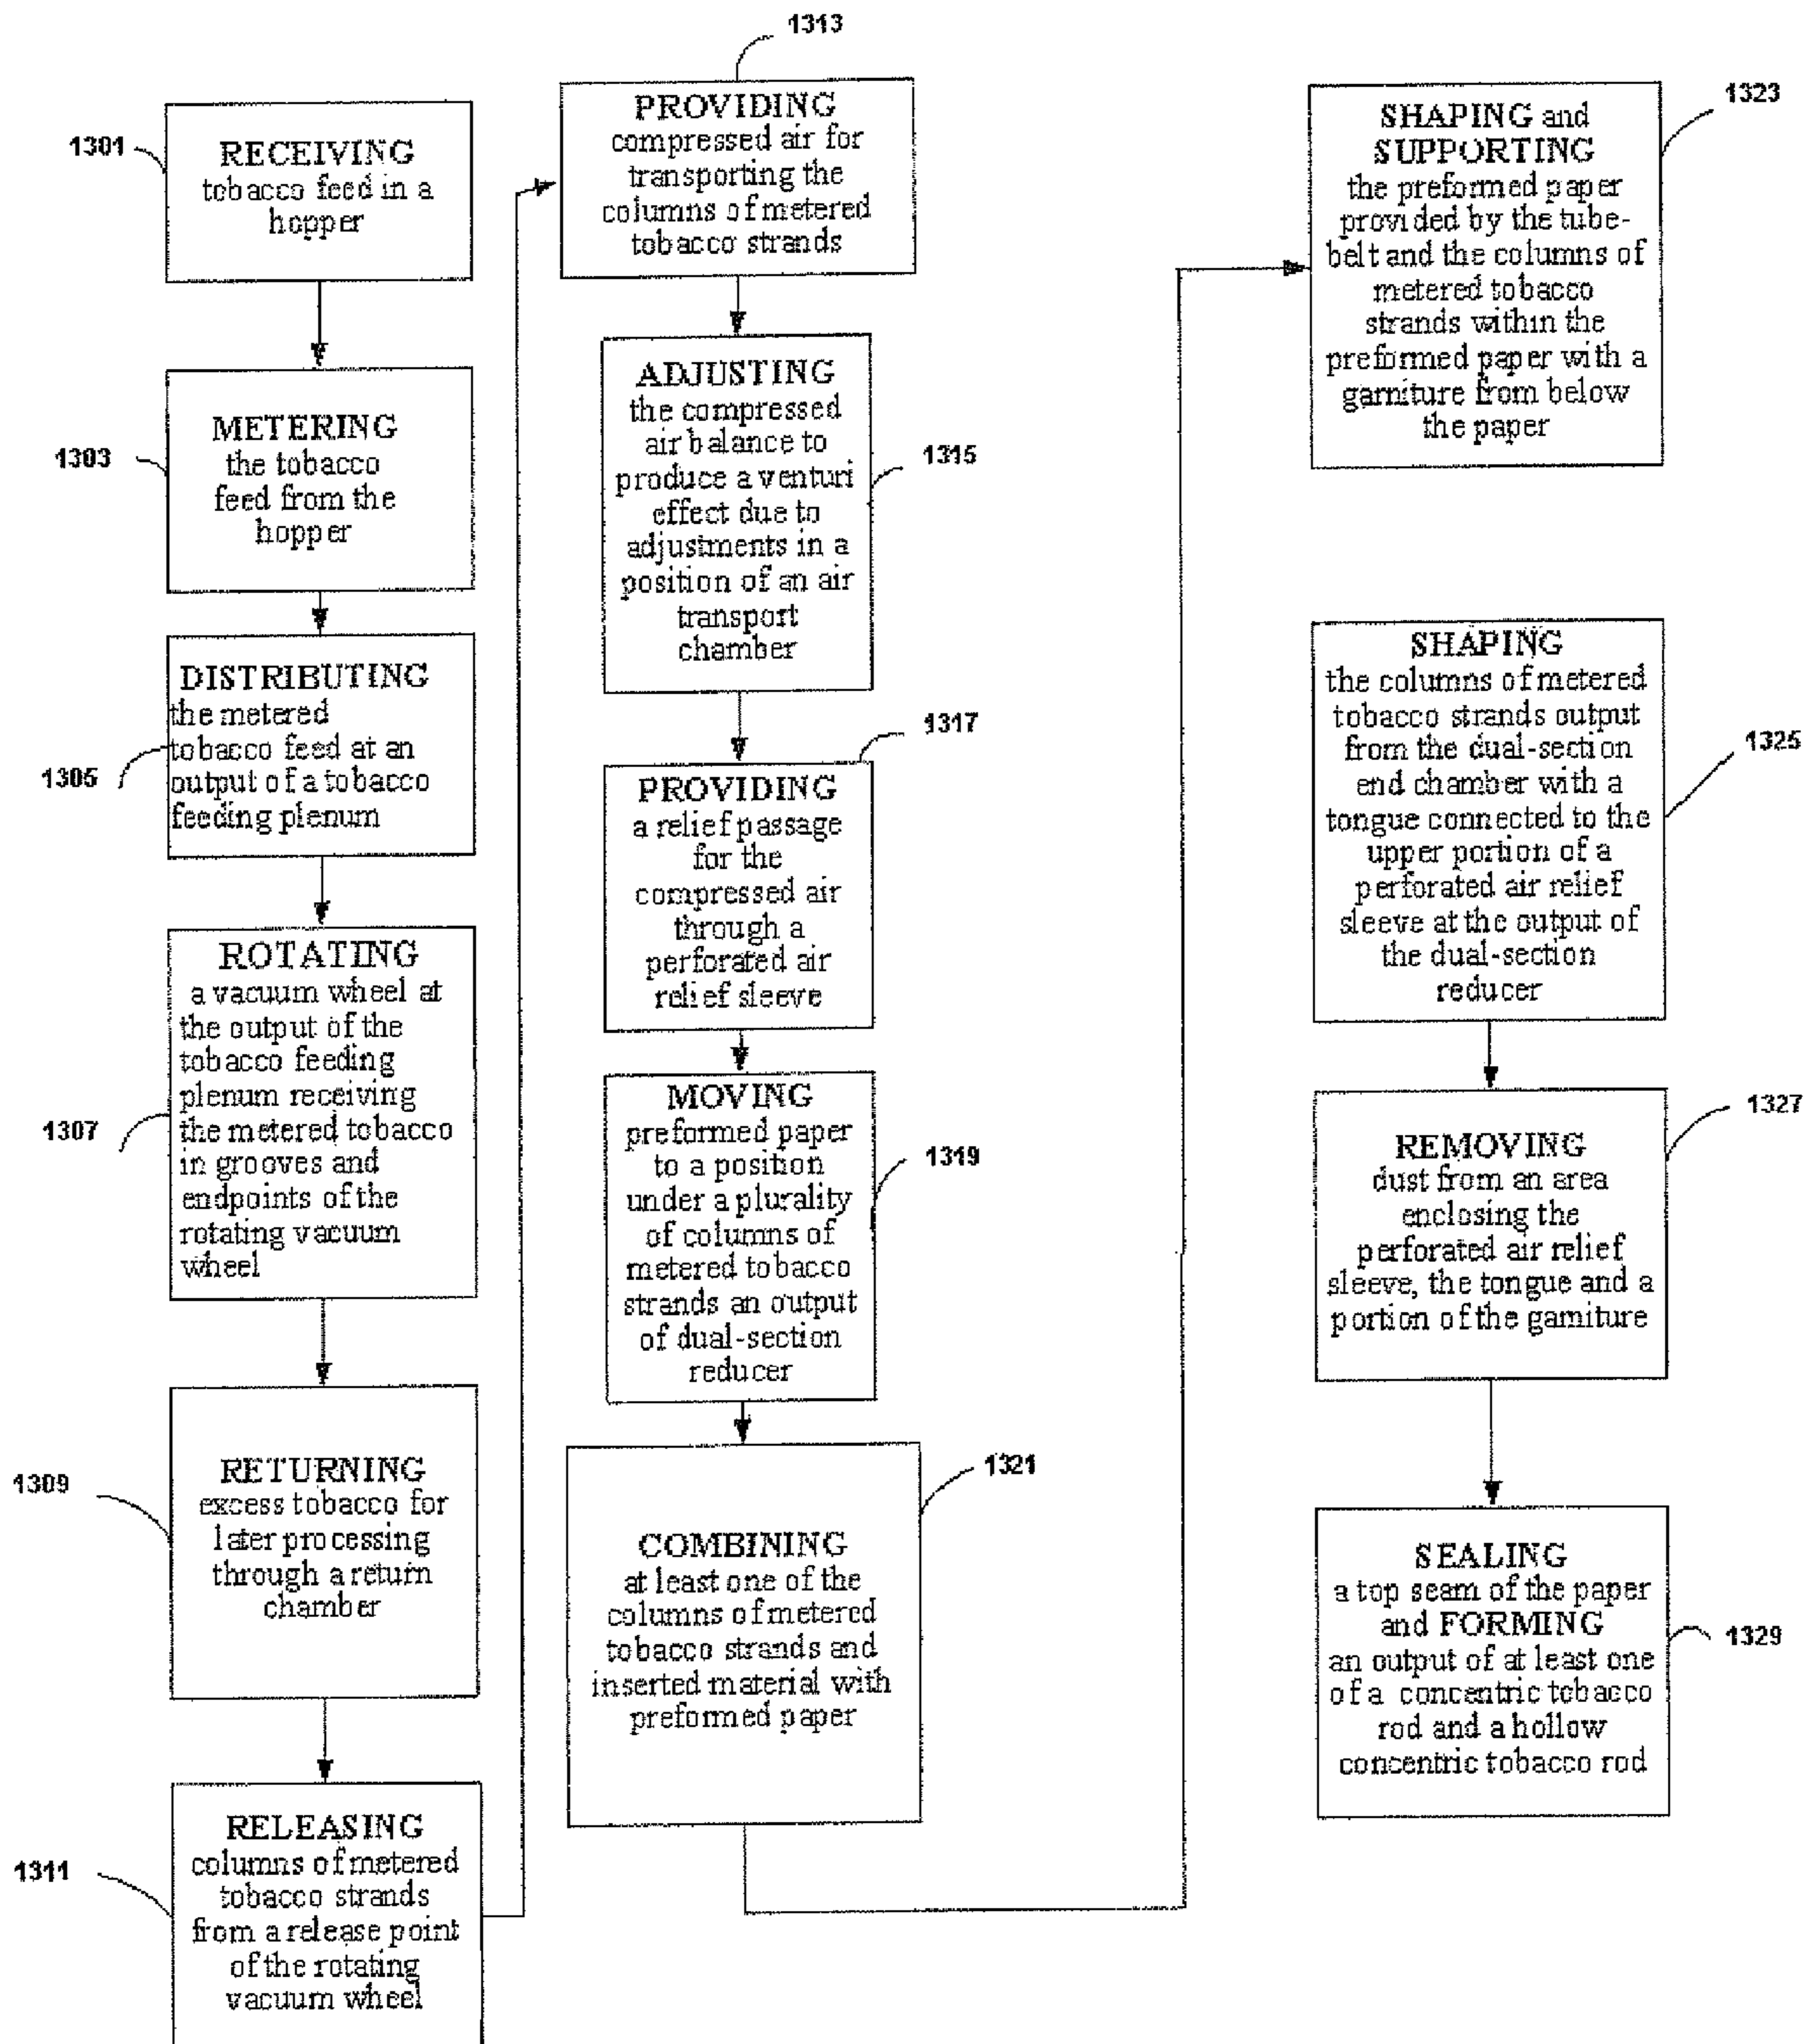 1301
RECEIVING
tobacco feed in a
hopper
1303
METERING
the tobacco
feed from the
hopper
1305
DISTRIBUTING
the metered
tobacco feed at an
output of a tobacco
feeding plenum
1307
ROTATING
a vacuum wheel at
the output of the
tobacco feeding
plenum receiving
the metered tobacco
in grooves and
endpoints of the
rotating vacuum
wheel
1309
RETURNING
excess tobacco for
later processing
through a return
chamber
1311
RELEASING
columns of metered
tobacco strands
from a release point
of the rotating
vacuum wheel
1313
PROVIDING
compressed air for
transporting the
columns of metered
tobacco strands
ADJUSTING
the compressed
air balance to
produce a venturi
effect due to
adjustments in a
position of an air
transport
chamber
1315
1317
PROVIDING
a relief passage
for the
compressed air
through a
perforated air
relief sleeve
MOVING
preformed paper
to a position
under a plurality
of columns of
metered tobacco
strands an output
of dual-section
reducer
1319
1321
COMBINING
at least one of the
columns of metered
tobacco strands and
inserted material with
preformed paper
1323
SHAPING and
SUPPORTING
the preformed paper
provided by the tube-
belt and the columns of
metered tobacco
strands within the
preformed paper with a
garniture from below
the paper
SHAPING
the columns of metered
tobacco strands output
from the dual-section
end chamber with a
tongue connected to the
upper portion of a
perforated air relief
sleeve at the output of
the dual-section
reducer
1325
1327
REMOVING
dust from an area
enclosing the
perforated air relief
sleeve, the tongue and a
portion of the garniture
SEALING
a top seam of the paper
and FORMING
an output of at least one
of a concentric tobacco
rod and a hollow
concentric tobacco rod
1329